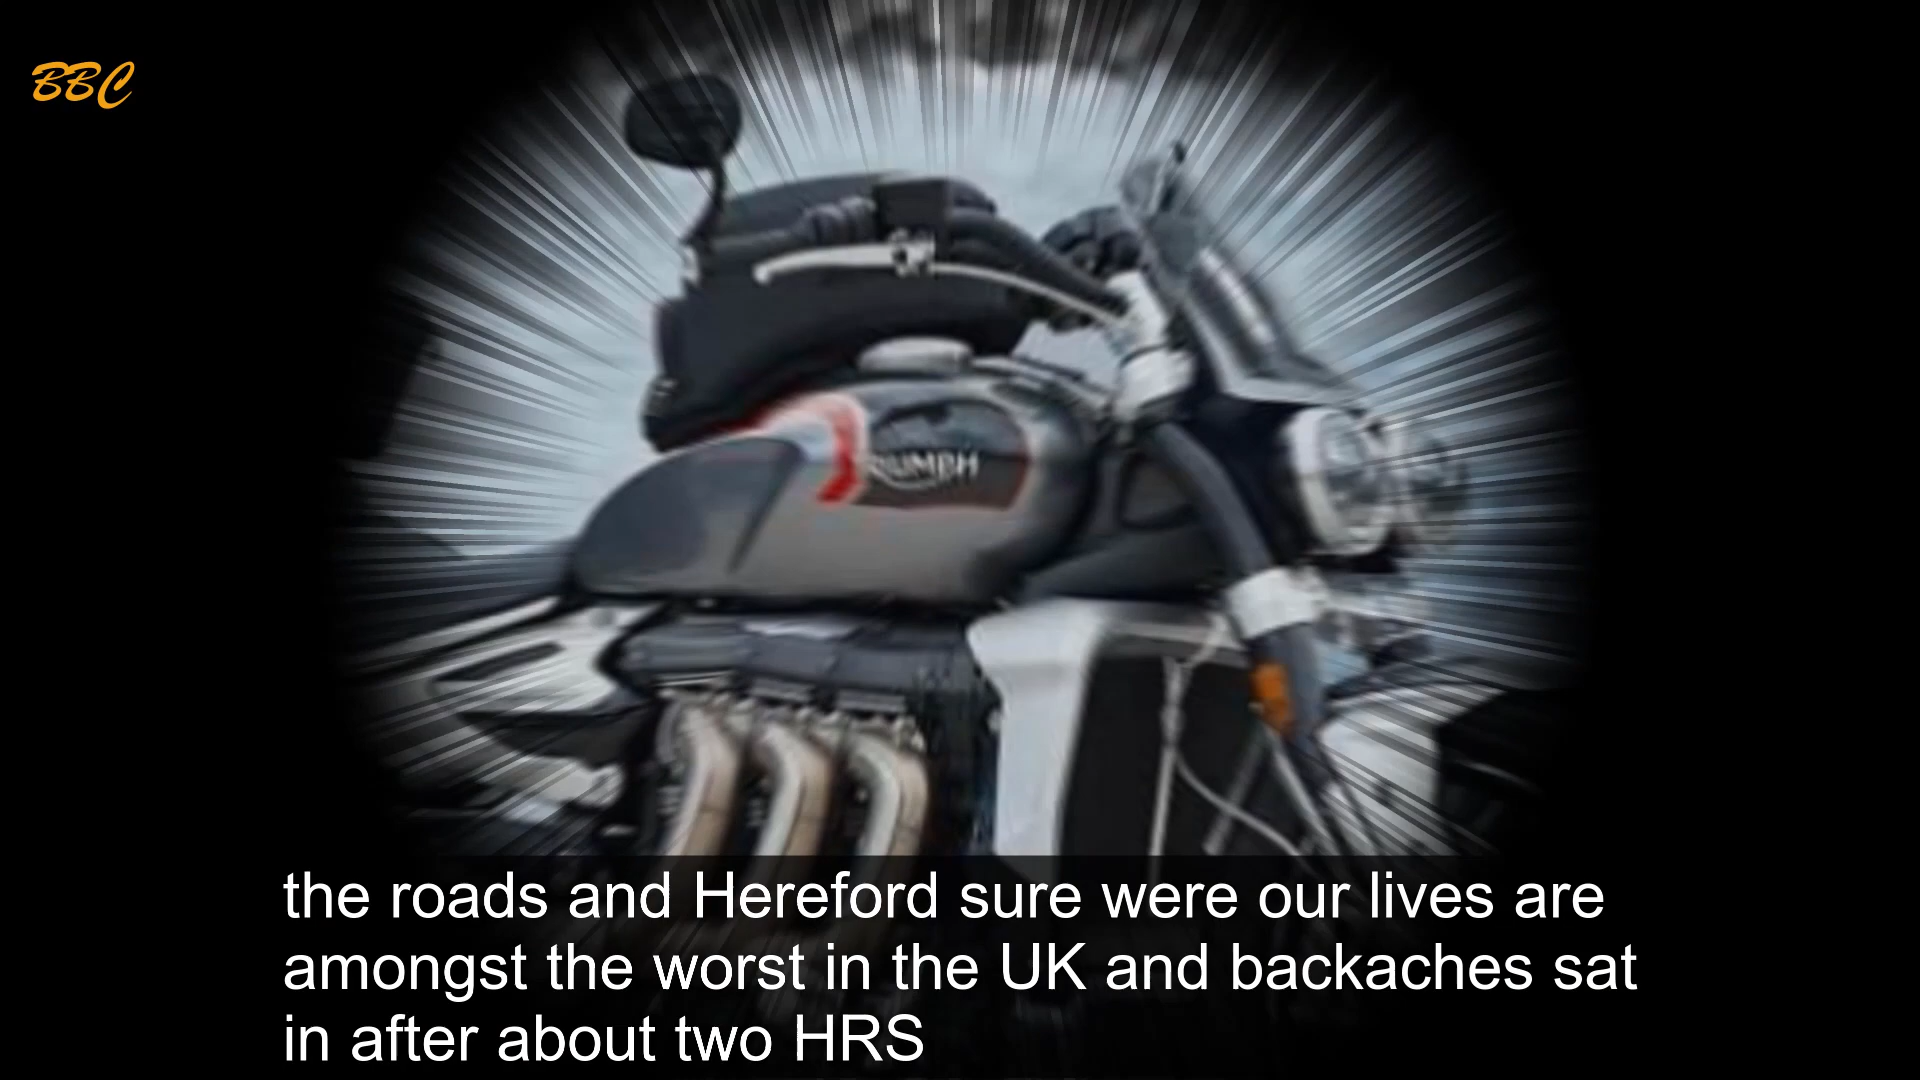 BBC
TRIUMPH
the roads and Hereford sure were our lives are
amongst the worst in the UK and backaches sat
in after about two HRS